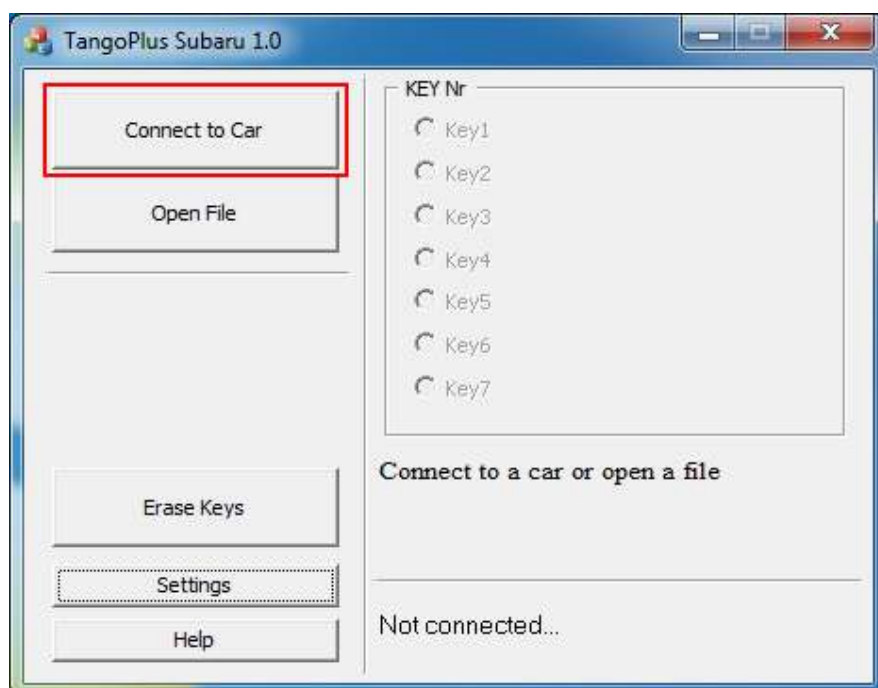 TangoPlus Subaru 1.0
Connect to Car
Open File
Erase Keys
Settings
Help
KEY Nr
Key1
Key2
Key3
Key4
Key5
Key6
Key7
Connect to a car or open a file
Not connected...